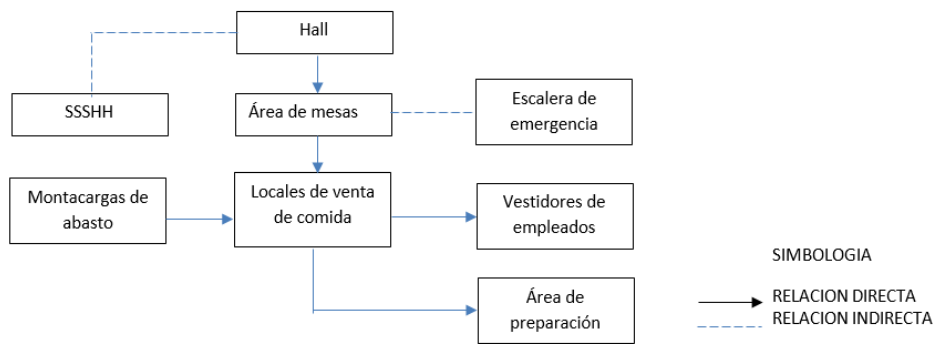 Hall
SSSHH
Área de mesas
Escalera de
emergencia
Montacargas de
abasto
Locales de venta
de comida
Vestidores de
empleados
Área de
preparación
SIMBOLOGIA
RELACION DIRECTA
RELACION INDIRECTA